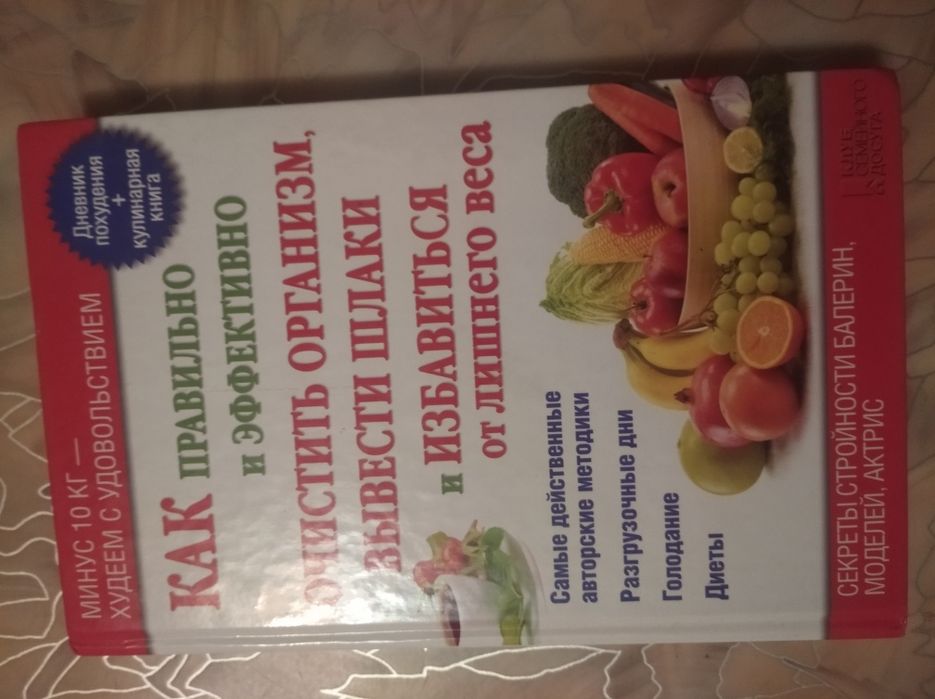 МИНУС 10 КГ —
ХУДЕЕМ С УДОВОЛЬСТВИЕМ
Дневник
похудения
+
кулинарная
книга
КАК ПРАВИЛЬНО
И ЭФФЕКТИВНО
ОЧИСТИТЬ ОРГАНИЗМ,
ВЫВЕСТИ ШЛАКИ
И ИЗБАВИТЬСЯ
ОТ ЛИШНЕГО ВЕСА
Самые действенные
авторские методики
Разгрузочные дни
Голодание
Диеты
СЕКРЕТЫ СТРОЙНОСТИ БАЛЕРИН,
МОДЕЛЕЙ, АКТРИС
КЛУБ
СЕМЕЙНОГО
ДОСУГА